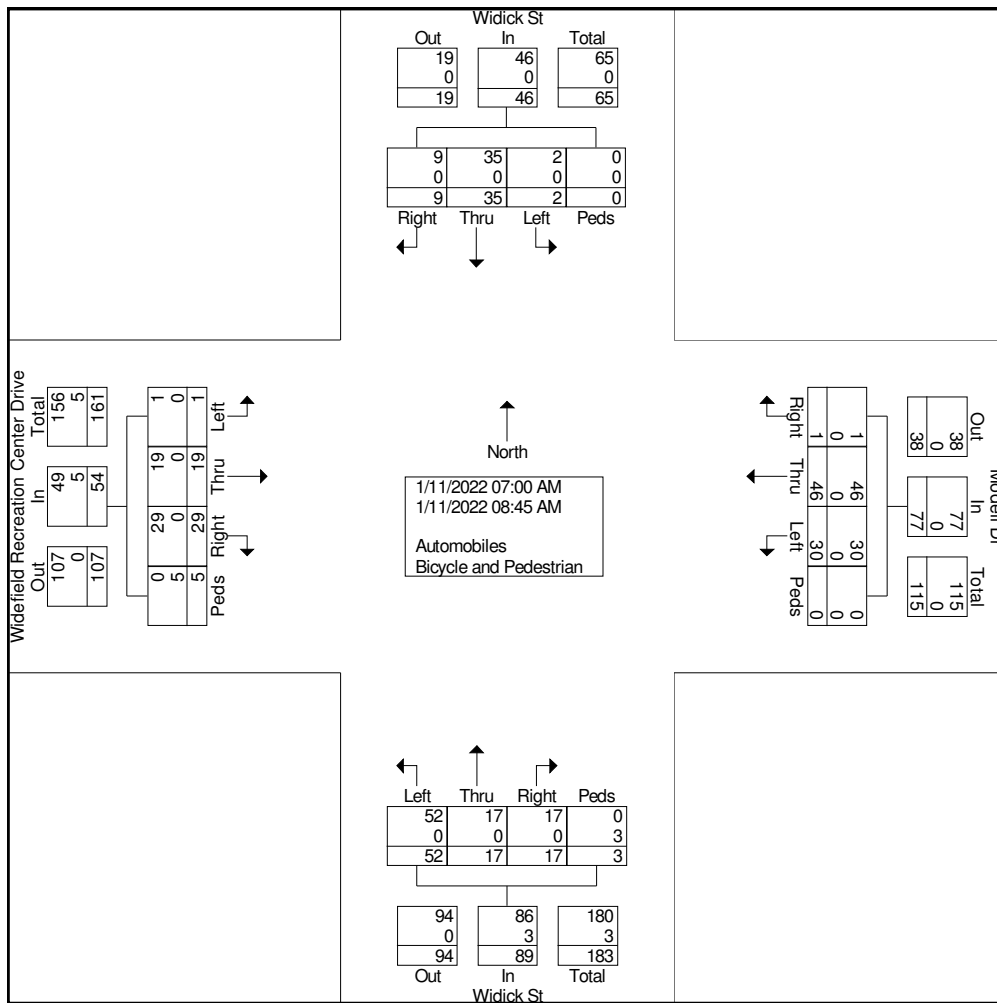 Widick St
Out In Total
19 46 65
0 0 0
19 46 65
9 35 2 0
0 0 0 0
9 35 2 0
Right Thru Left Peds
Widefield Recreation Center Drive
Total In Out
156 49 107
5 5 0
161 54 107
1 19 29 0
0 0 0 5
1 19 29 5
Left Thru Right Peds
North
1/11/2022 07:00 AM
1/11/2022 08:45 AM
Automobiles
Bicycle and Pedestrian
Right Thru Left Peds
1 46 30 0
0 0 0 0
1 46 30 0
Out In Total
38 77 115
0 0 0
38 77 115
Left Thru Right Peds
52 17 17 0
0 0 0 3
52 17 17 3
94 86 180
0 3 3
94 89 183
Out In Total
Widick St